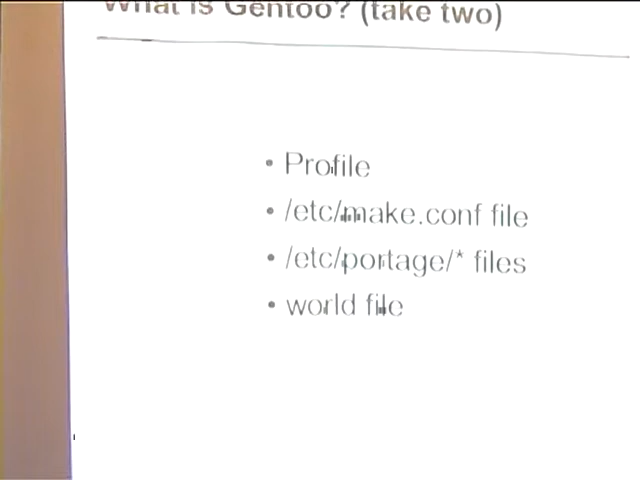 What is Gentoo? (take two)
• Profile
• /etc/make.conf file
• /etc/portage/* files
• world file